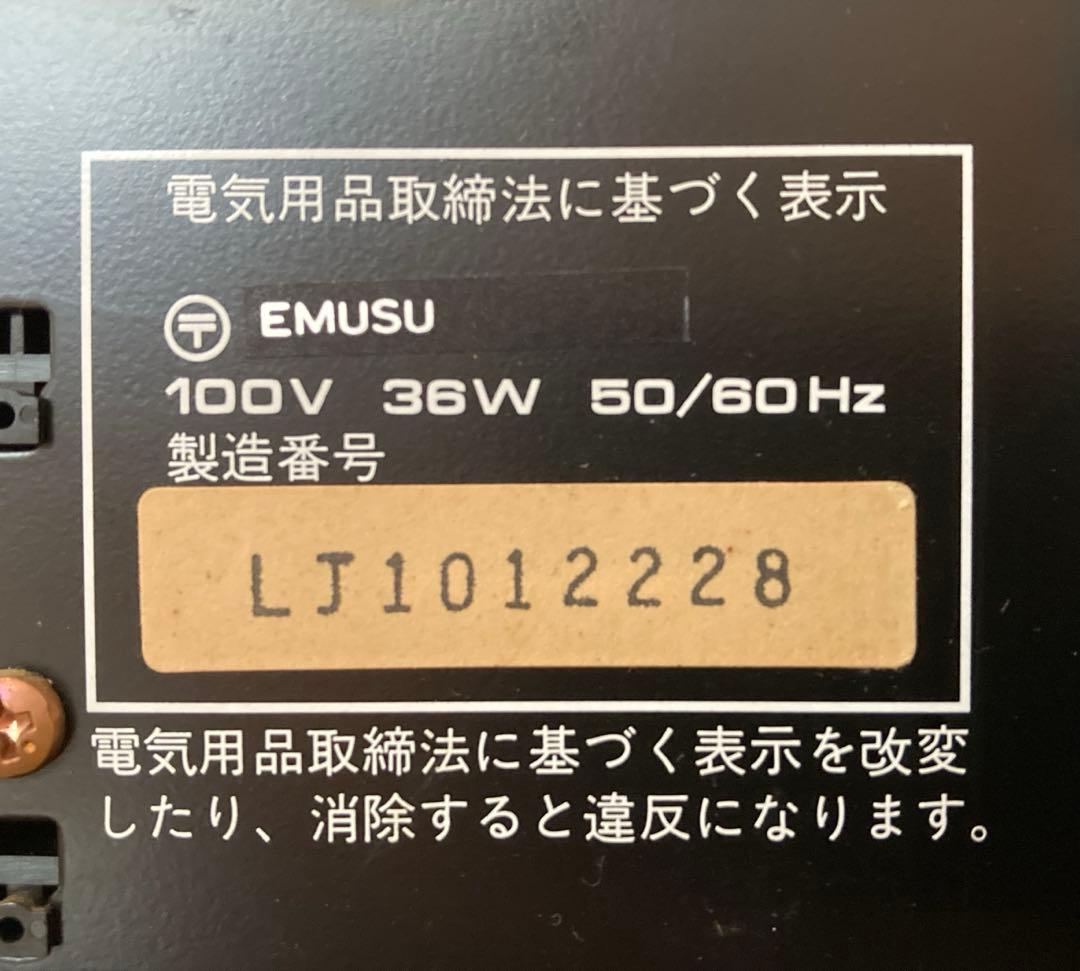 電気用品取締法に基づく表示
〒 EMUSU
100V 36W 50/60Hz
製造番号
LJ1012228
電気用品取締法に基づく表示を改変
したり、消除すると違反になります。